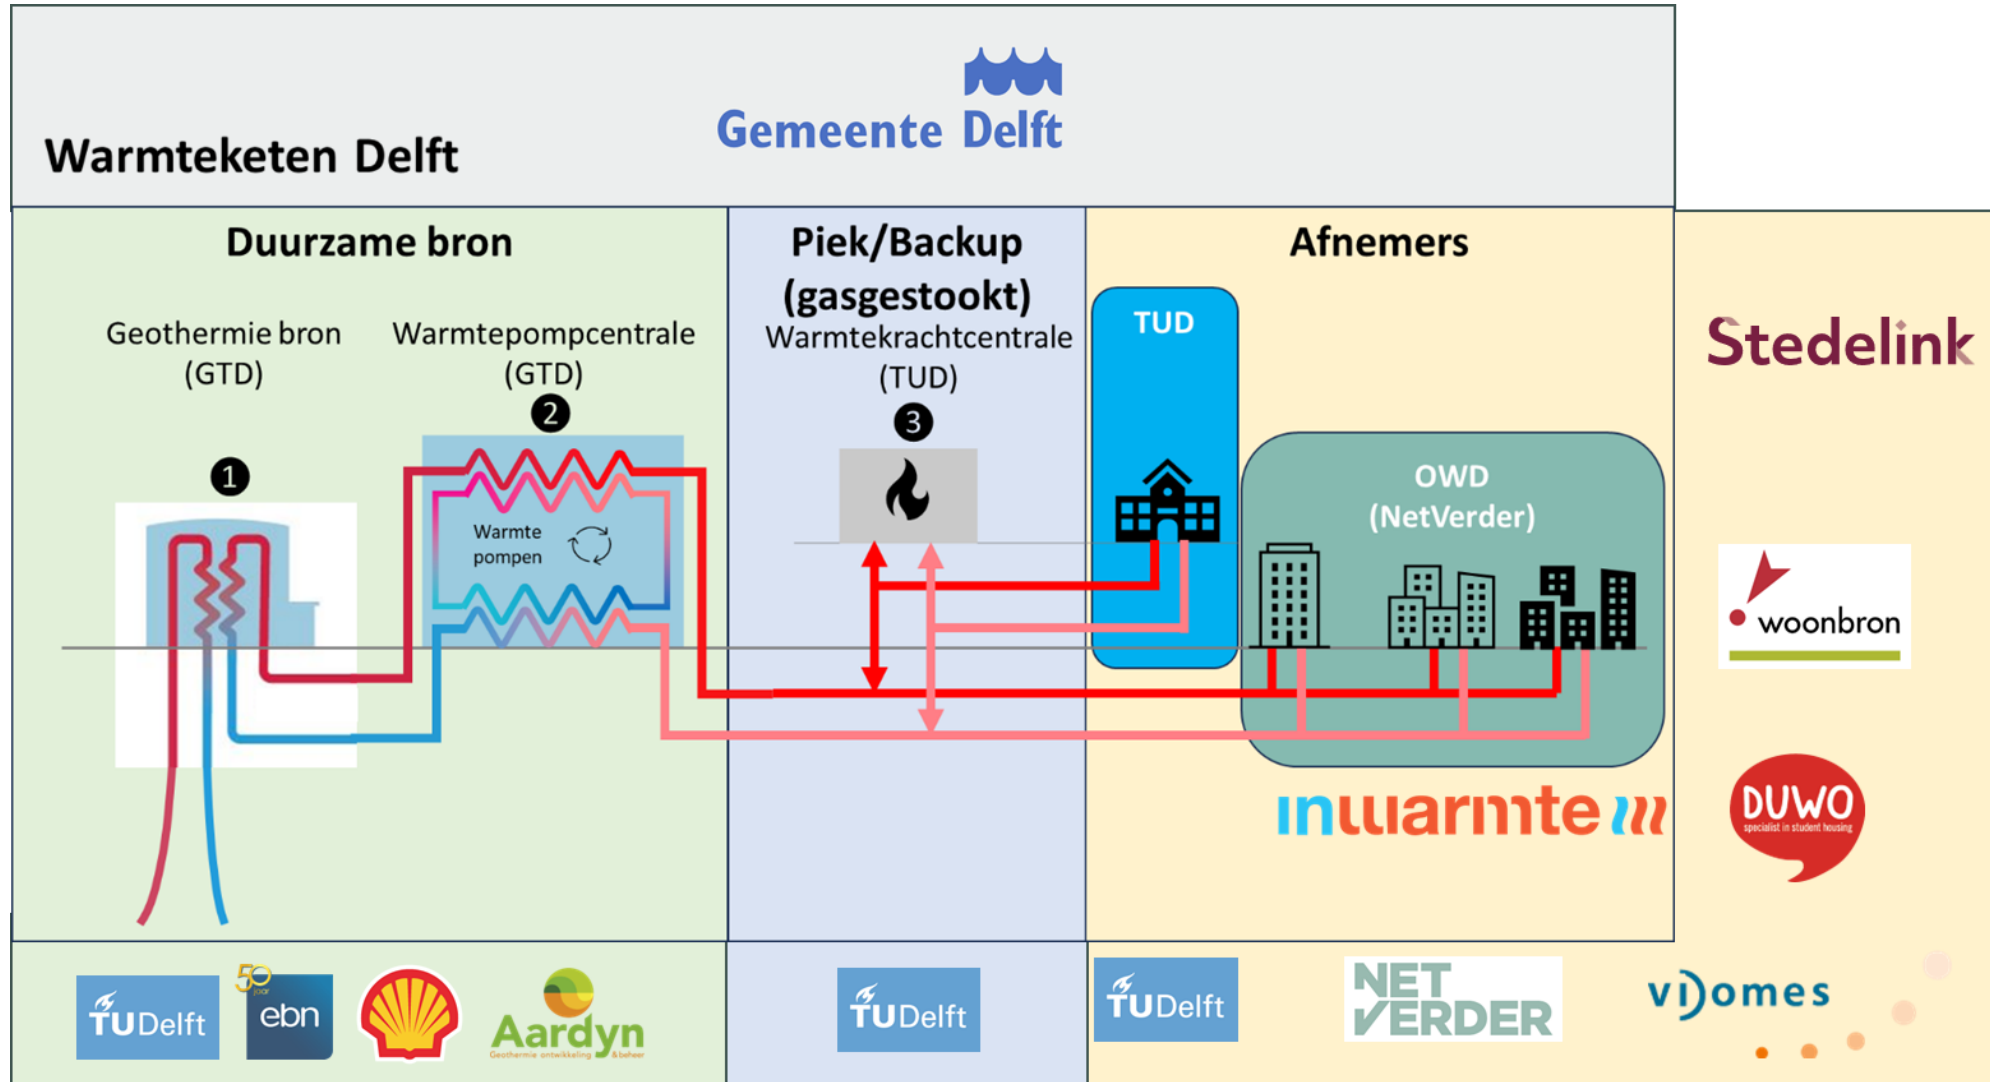 Gemeente Delft
Warmteketen Delft
Duurzame bron
Geothermie bron
(GTD)
1
Warmtepompcentrale
(GTD)
2
Warmte
pompen
Piek/Backup
(gasgestookt)
Warmtekrachtcentrale
(TUD)
3
Afnemers
TUD
OWD
(NetVerder)
inwarmte
Stedelink
woonbron
DUWO
specialist in student housing
TUDelft
50
jaar
ebn
Aardyn
Geothermie ontwikkeling & beheer
TUDelft
TUDelft
NET
VERDER
vidomes